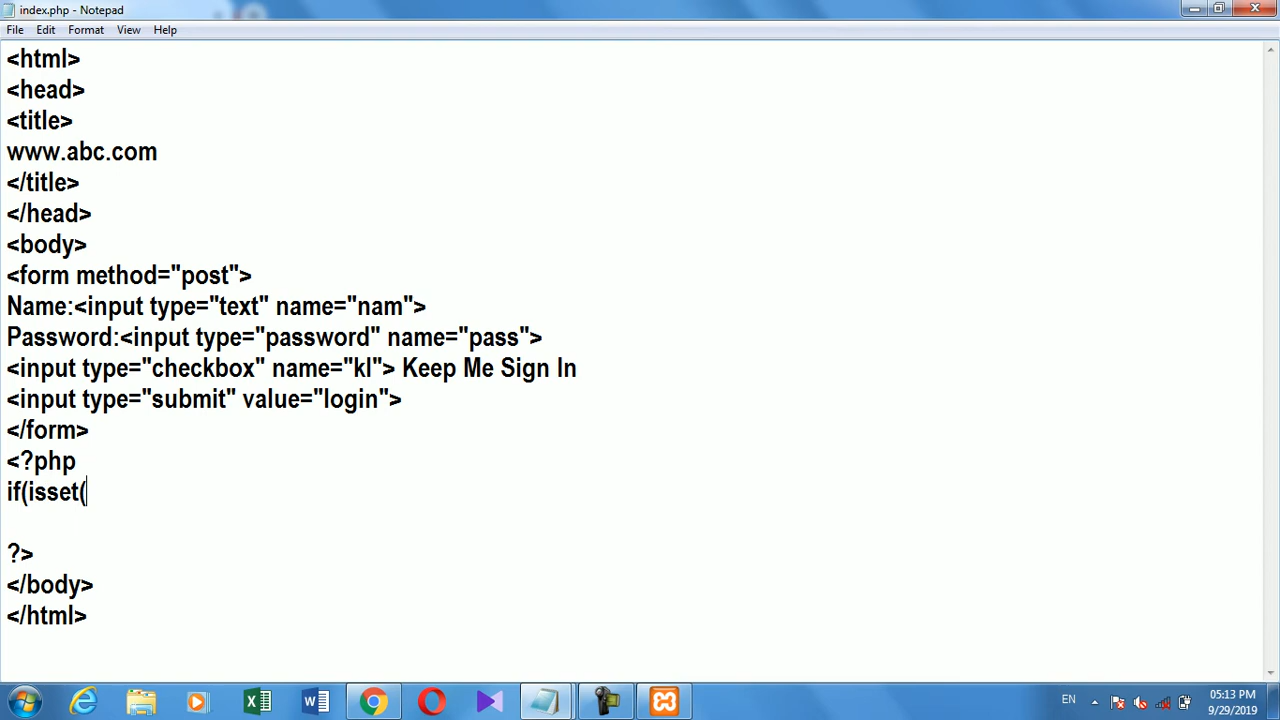 index.php - Notepad
File Edit Format View Help
<html>
<head>
<title>
www.abc.com
</title>
</head>
<body>
<form method="post">
Name:<input type="text" name="nam">
Password:<input type="password" name="pass">
<input type="checkbox" name="kl"> Keep Me Sign In
<input type="submit" value="login">
</form>
<?php
if(isset(
?>
</body>
</html>
EN
05:13 PM
9/29/2019